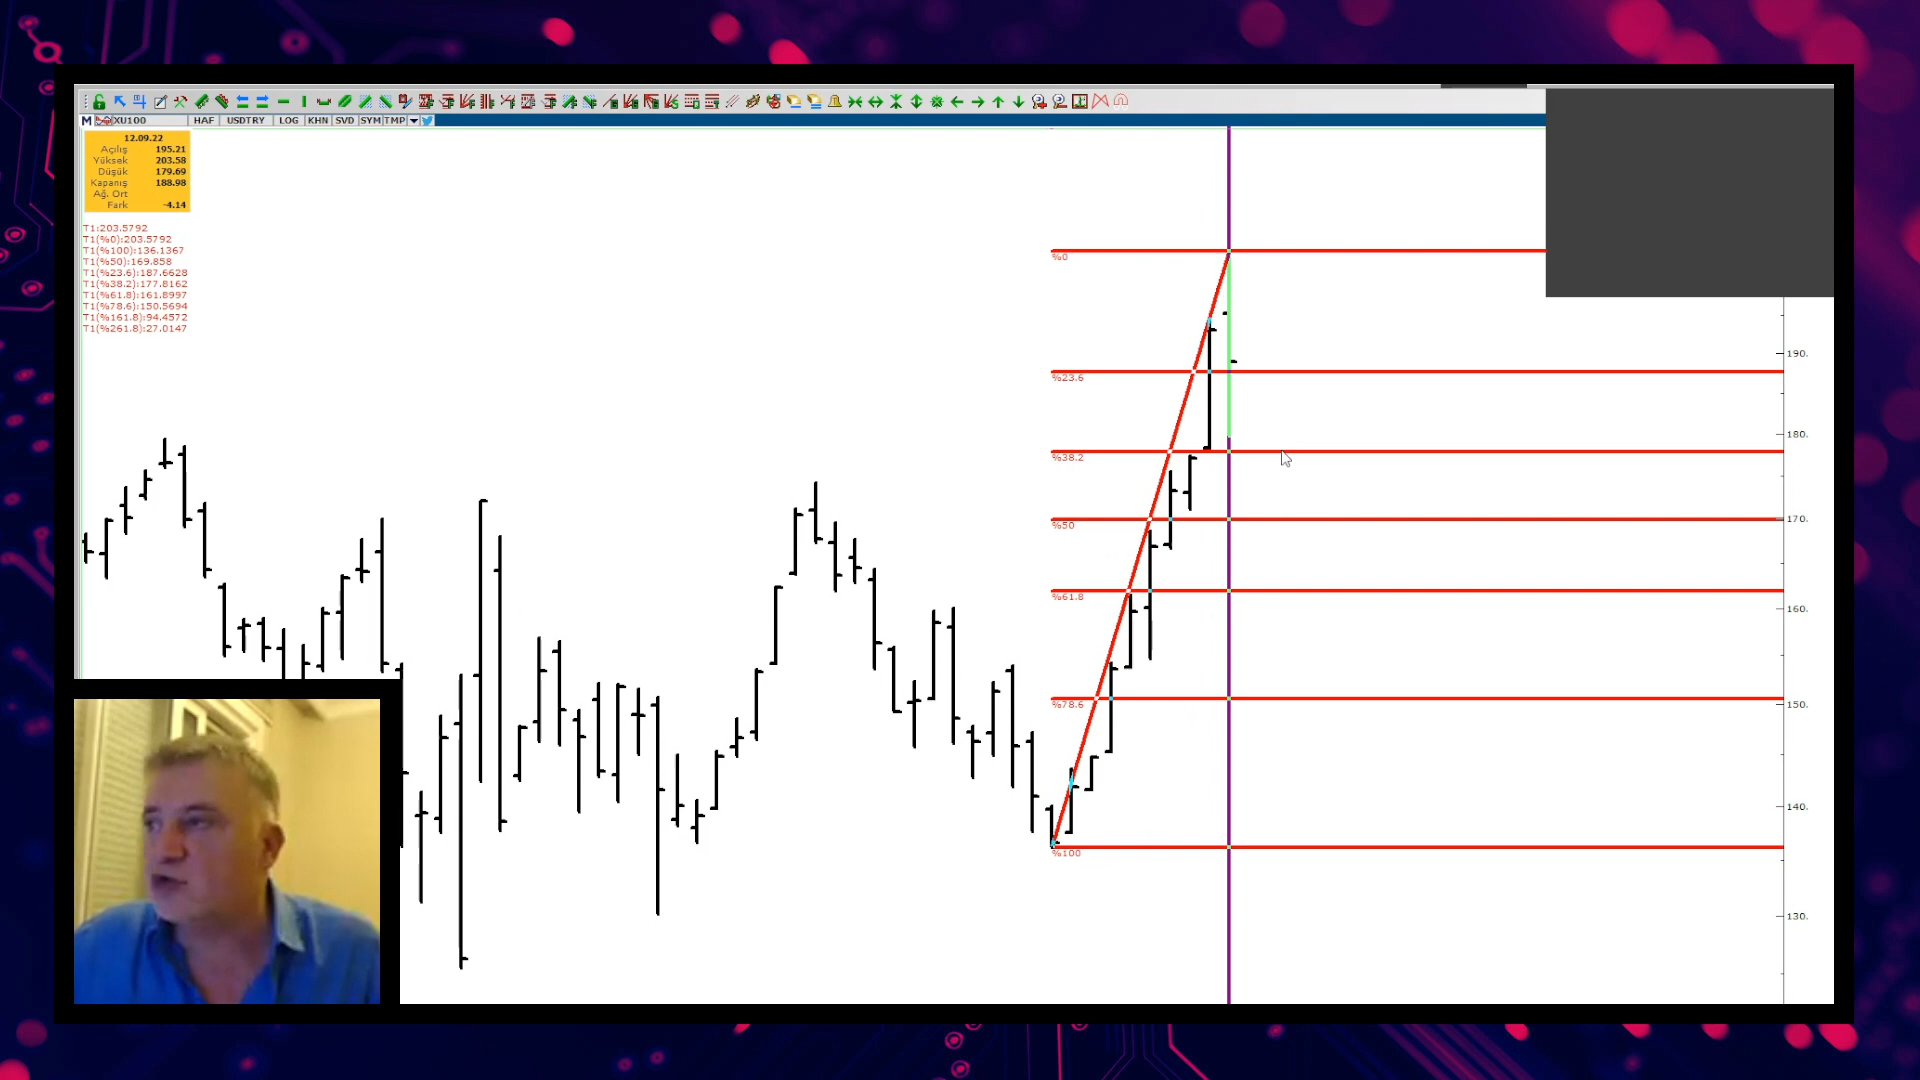 M XU100 HAF USDTRY LOG KHN SVD SYM TMP
12.09.22
Açılış 195.21
Yüksek 203.58
Düşük 179.69
Kapanış 188.98
Ağ. Ort
Fark -4.14
T1:203.5792
T1(%0):203.5792
T1(%100):136.1367
T1(%50):169.858
T1(%23.6):187.6628
T1(%38.2):177.8162
T1(%61.8):161.8997
T1(%78.6):150.5694
T1(%161.8):94.4572
T1(%261.8):27.0147
%0
190.
%23.6
180.
%38.2
170.
%50
%61.8
160.
%78.6
150.
140.
%100
130.